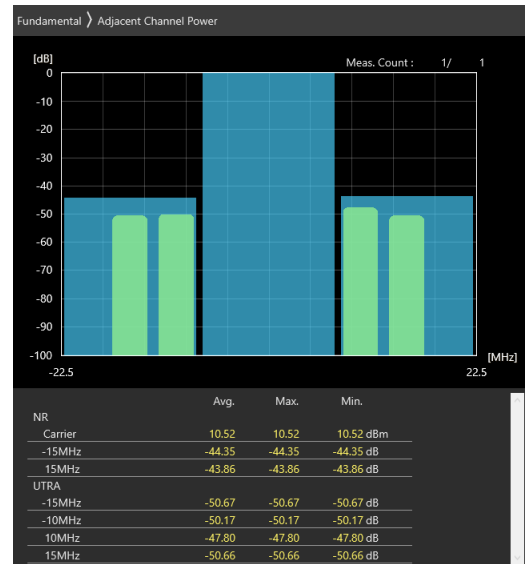 Fundamental 〉 Adjacent Channel Power
[dB]
Meas. Count : 1/ 1
0
-10
-20
-30
-40
-50
-60
-70
-80
-90
-100
[MHz]
-22.5 22.5
Avg. Max. Min.
NR
Carrier 10.52 10.52 10.52 dBm
-15MHz -44.35 -44.35 -44.35 dB
15MHz -43.86 -43.86 -43.86 dB
UTRA
-15MHz -50.67 -50.67 -50.67 dB
-10MHz -50.17 -50.17 -50.17 dB
10MHz -47.80 -47.80 -47.80 dB
15MHz -50.66 -50.66 -50.66 dB